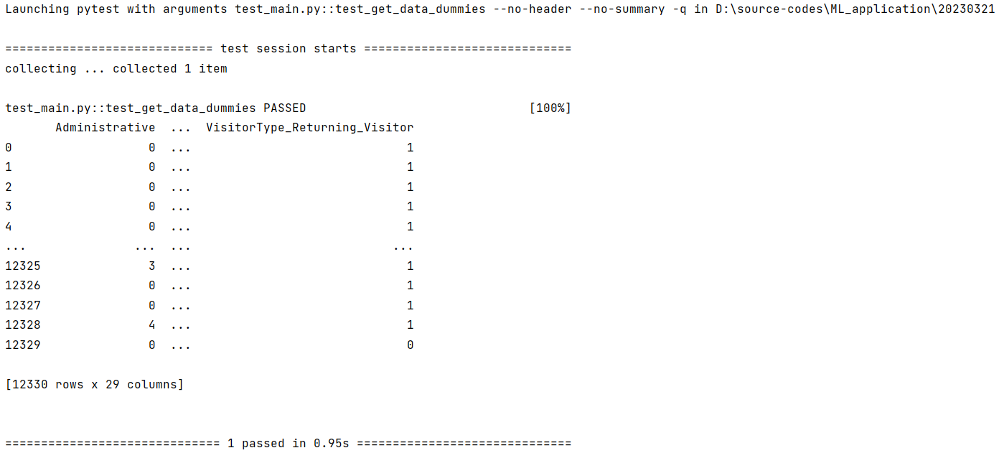 Launching pytest with arguments test_main.py::test_get_data_dummies --no-header --no-summary -q in D:\source-codes\ML_application\20230321
============================= test session starts =============================
collecting ... collected 1 item
test_main.py::test_get_data_dummies PASSED                               [100%]
       Administrative  ...  VisitorType_Returning_Visitor
0                   0  ...                              1
1                   0  ...                              1
2                   0  ...                              1
3                   0  ...                              1
4                   0  ...                              1
...               ...  ...                            ...
12325               3  ...                              1
12326               0  ...                              1
12327               0  ...                              1
12328               4  ...                              1
12329               0  ...                              0
[12330 rows x 29 columns]
============================== 1 passed in 0.95s ==============================